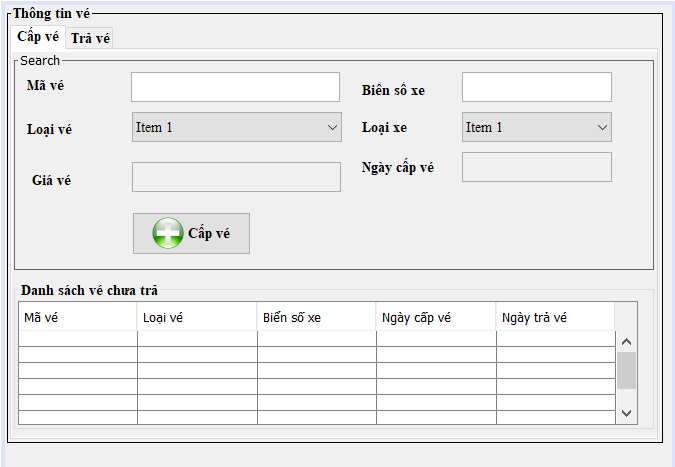 Thông tin vé
Cấp vé Trả vé
Search
Mã vé Biển số xe
Loại vé Item 1 Loại xe Item 1
Giá vé Ngày cấp vé
Cấp vé
Danh sách vé chưa trả
Mã vé Loại vé Biển số xe Ngày cấp vé Ngày trả vé